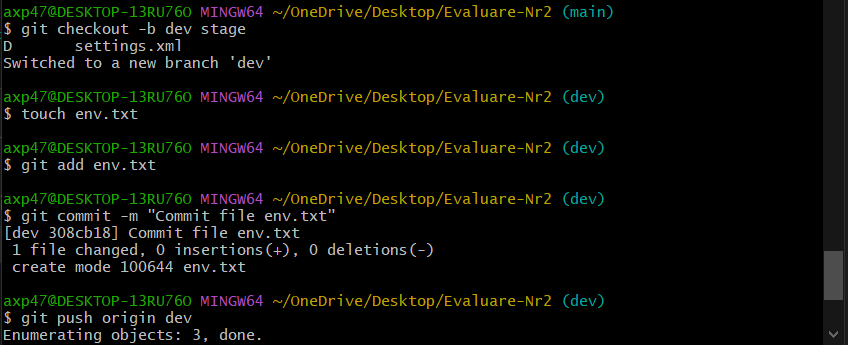 axp47@DESKTOP-13RU76O MINGW64 ~/OneDrive/Desktop/Evaluare-Nr2 (main)
$ git checkout -b dev stage
D       settings.xml
Switched to a new branch 'dev'
axp47@DESKTOP-13RU76O MINGW64 ~/OneDrive/Desktop/Evaluare-Nr2 (dev)
$ touch env.txt
axp47@DESKTOP-13RU76O MINGW64 ~/OneDrive/Desktop/Evaluare-Nr2 (dev)
$ git add env.txt
axp47@DESKTOP-13RU76O MINGW64 ~/OneDrive/Desktop/Evaluare-Nr2 (dev)
$ git commit -m "Commit file env.txt"
[dev 308cb18] Commit file env.txt
 1 file changed, 0 insertions(+), 0 deletions(-)
 create mode 100644 env.txt
axp47@DESKTOP-13RU76O MINGW64 ~/OneDrive/Desktop/Evaluare-Nr2 (dev)
$ git push origin dev
Enumerating objects: 3, done.